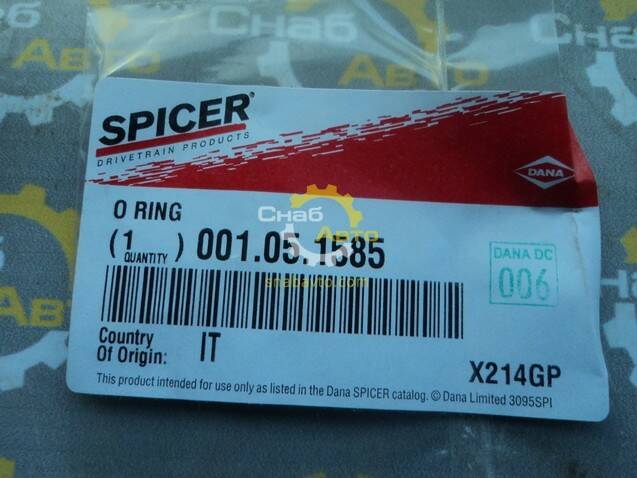 Снаб
Авто
SPICER®
DRIVETRAIN PRODUCTS
DANA
O RING
(1 QUANTITY) 001.05.1585
Снаб
Авто
snabavto.com
DANA DC
006
Country
Of Origin: IT
X214GP
This product intended for use only as listed in the Dana SPICER catalog. © Dana Limited 3095SPI